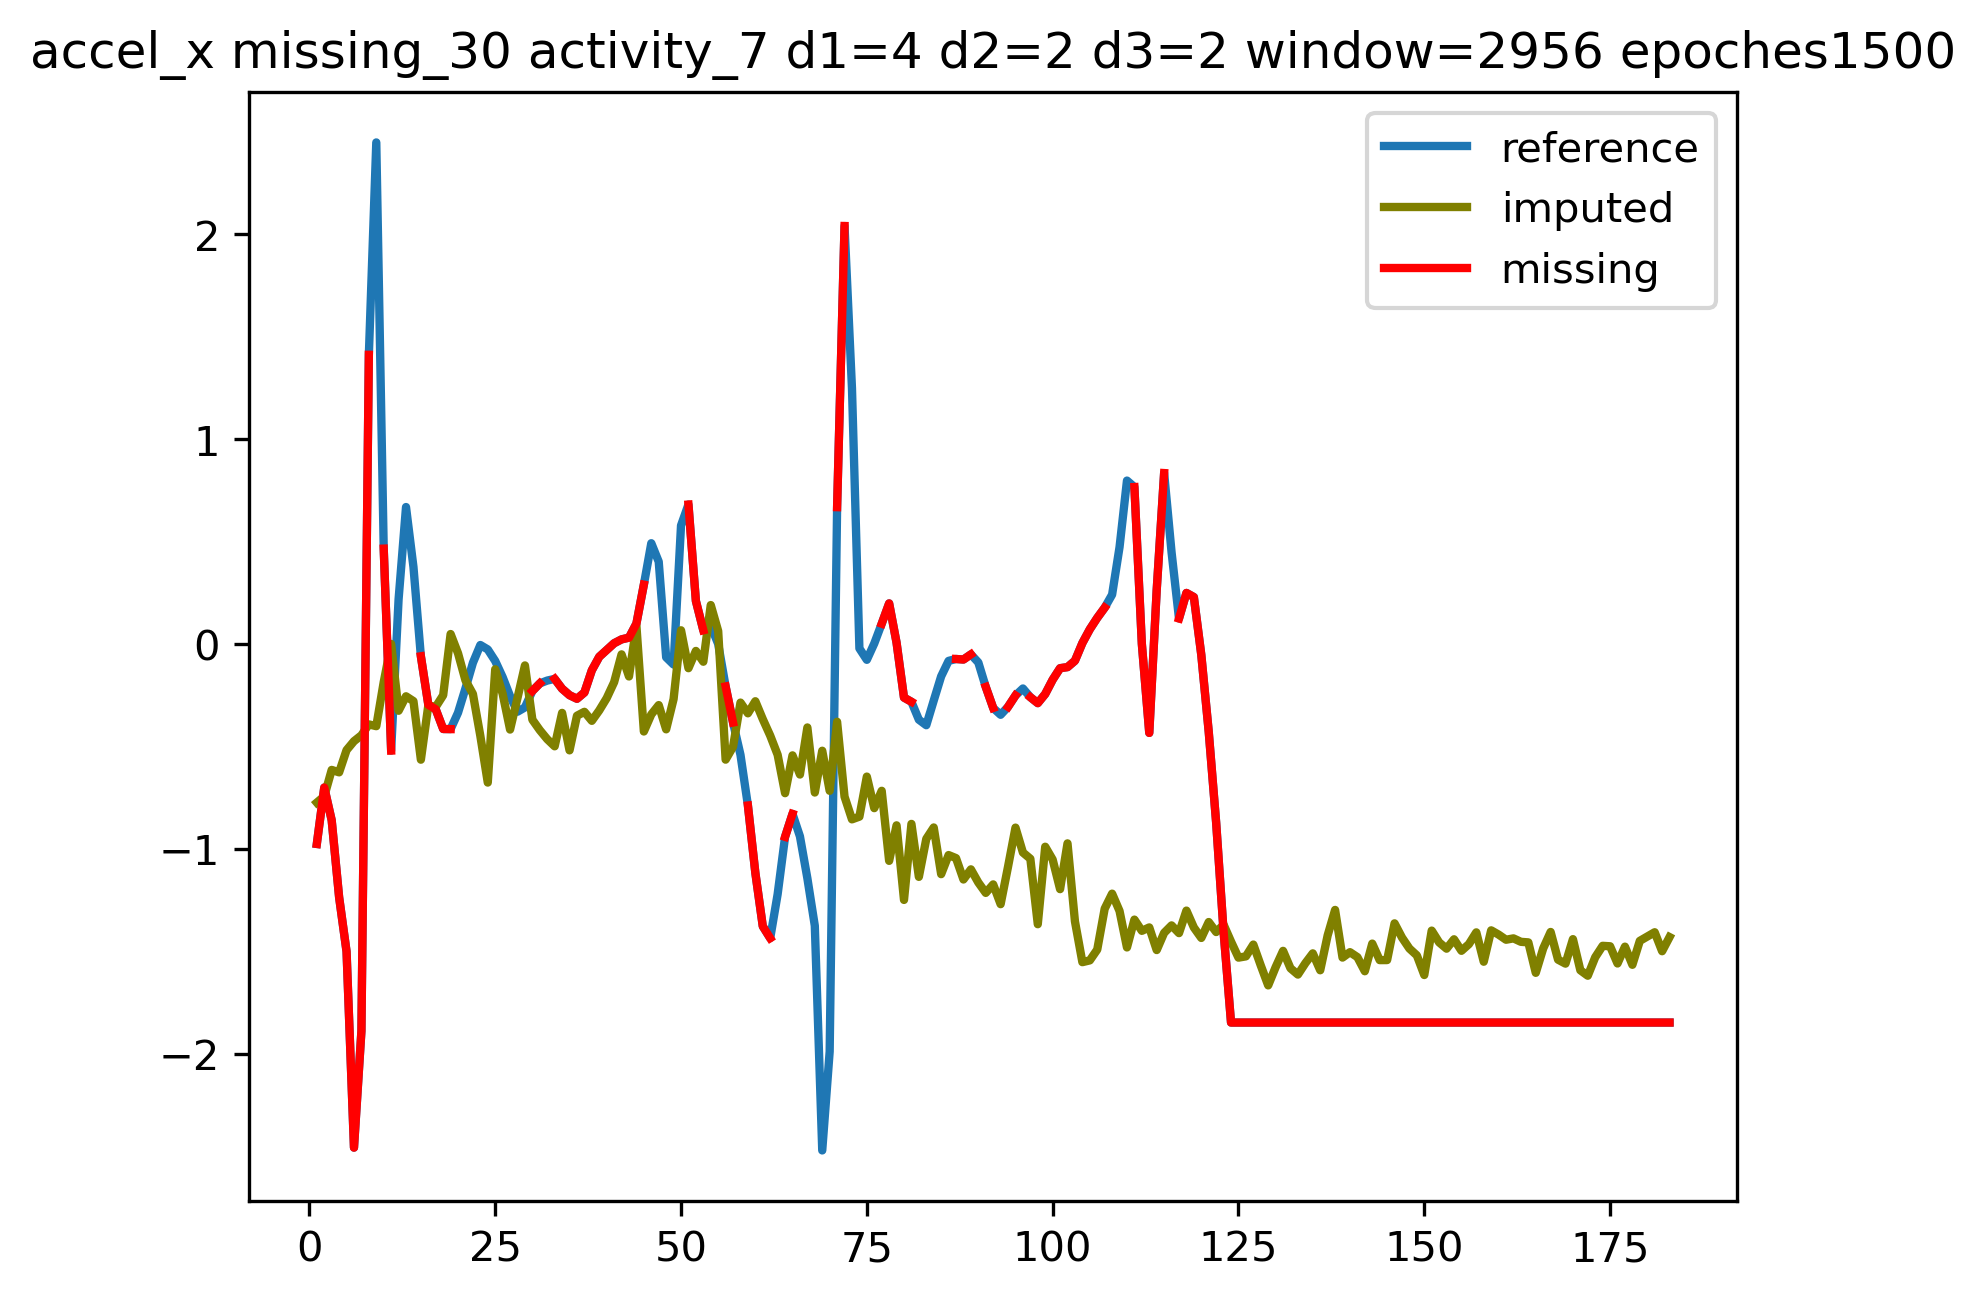 accel_x missing_30 activity_7 d1=4 d2=2 d3=2 window=2956 epoches1500
reference
imputed
missing
2
1
0
−1
−2
0 25 50 75 100 125 150 175